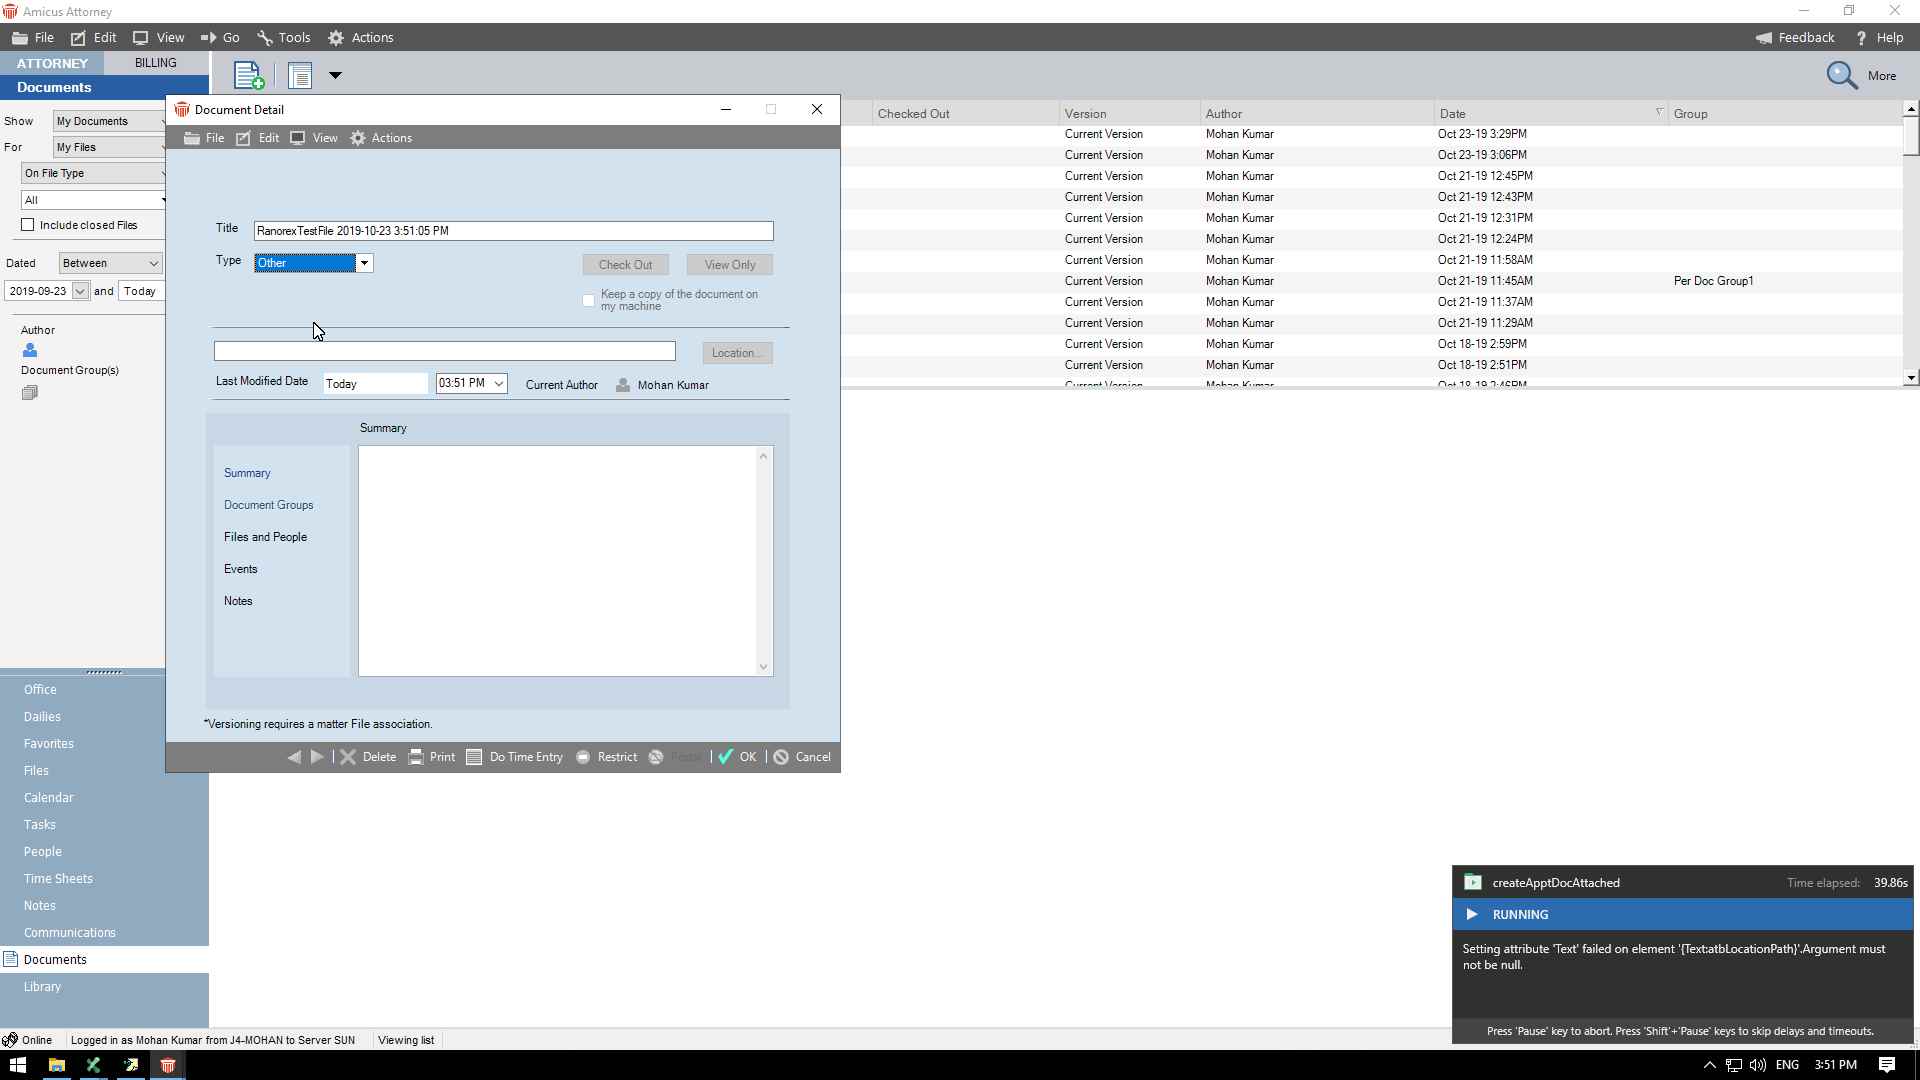 Amicus Attorney
File Edit View Go Tools Actions Feedback Help
ATTORNEY BILLING
Documents
More
Show My Documents
For My Files
On File Type
All
Include closed Files
Dated Between
2019-09-23 and Today
Author
Document Group(s)
Office
Dailies
Favorites
Files
Calendar
Tasks
People
Time Sheets
Notes
Communications
Documents
Library
Document Detail
File Edit View Actions
Title RanorexTestFile 2019-10-23 3:51:05 PM
Type Other Check Out View Only
Keep a copy of the document on
my machine
Location...
Last Modified Date Today 03:51 PM Current Author Mohan Kumar
Summary
Summary
Document Groups
Files and People
Events
Notes
*Versioning requires a matter File association.
Delete Print Do Time Entry Restrict OK Cancel
Checked Out Version Author Date Group
Current Version Mohan Kumar Oct 23-19 3:29PM
Current Version Mohan Kumar Oct 23-19 3:06PM
Current Version Mohan Kumar Oct 21-19 12:45PM
Current Version Mohan Kumar Oct 21-19 12:43PM
Current Version Mohan Kumar Oct 21-19 12:31PM
Current Version Mohan Kumar Oct 21-19 12:24PM
Current Version Mohan Kumar Oct 21-19 11:58AM
Current Version Mohan Kumar Oct 21-19 11:45AM Per Doc Group1
Current Version Mohan Kumar Oct 21-19 11:37AM
Current Version Mohan Kumar Oct 21-19 11:29AM
Current Version Mohan Kumar Oct 18-19 2:59PM
Current Version Mohan Kumar Oct 18-19 2:51PM
Current Version Mohan Kumar Oct 18-19 2:46PM
createApptDocAttached Time elapsed: 39.86s
RUNNING
Setting attribute 'Text' failed on element '{Text:atbLocationPath}'.Argument must
not be null.
Press 'Pause' key to abort. Press 'Shift'+'Pause' keys to skip delays and timeouts.
Online Logged in as Mohan Kumar from J4-MOHAN to Server SUN Viewing list
ENG 3:51 PM